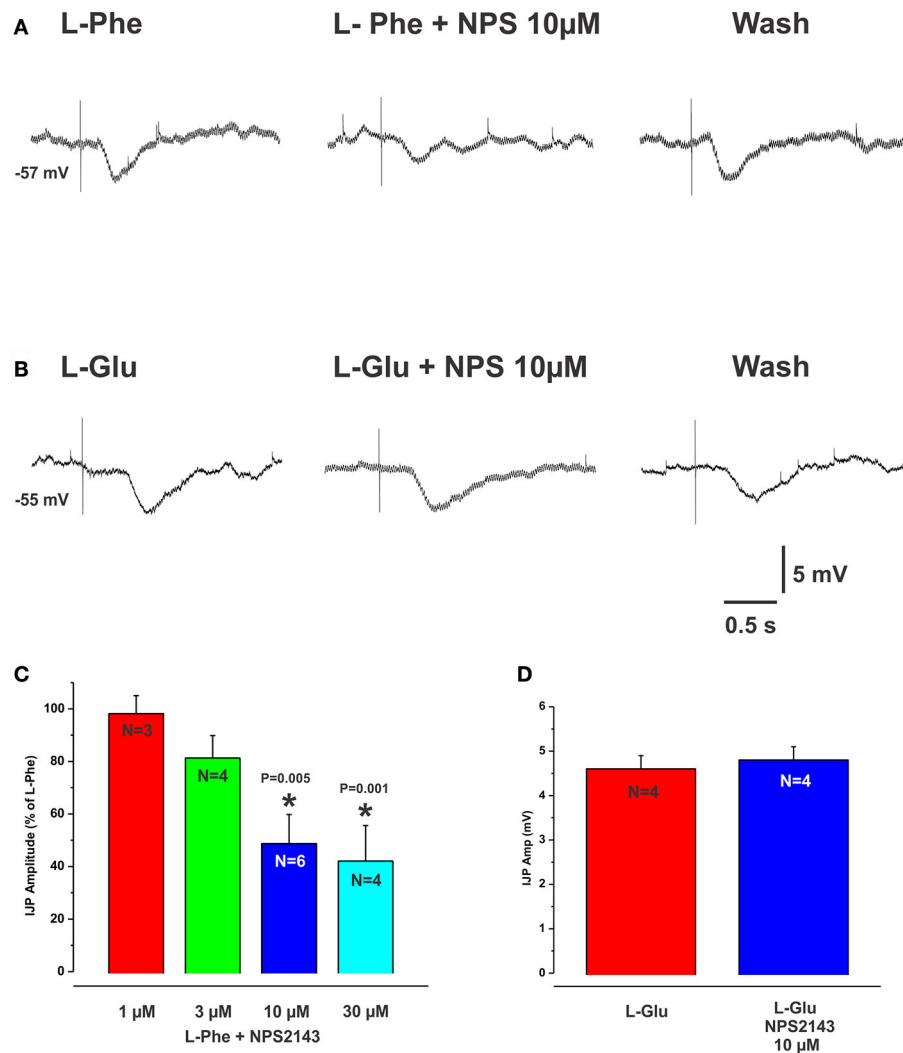 A
L-Phe
L- Phe + NPS 10µM
Wash
-57 mV
B
L-Glu
L-Glu + NPS 10µM
Wash
-55 mV
5 mV
0.5 s
C
IJP Amplitude (% of L-Phe)
100
80
60
40
20
0
N=3
N=4
P=0.005
*
N=6
P=0.001
*
N=4
1 µM
3 µM
10 µM
30 µM
L-Phe + NPS2143
D
IJP Amp (mV)
6
5
4
3
4
1
0
N=4
N=4
L-Glu
L-Glu
NPS2143
10 µM